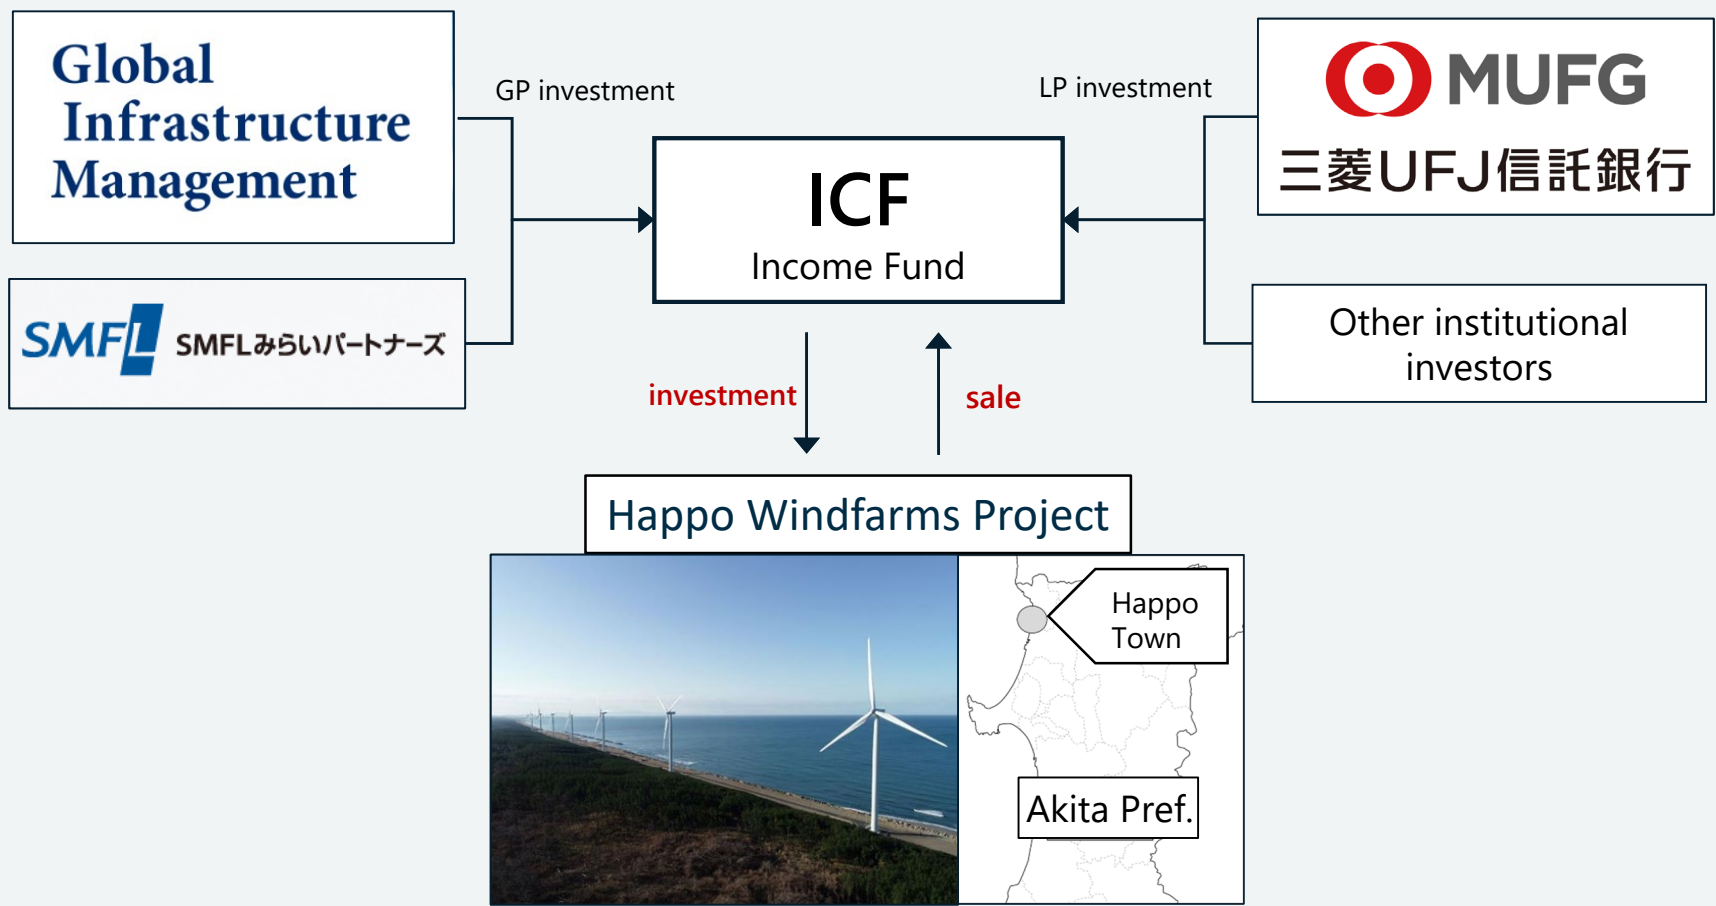 Global
Infrastructure
Management
GP investment
LP investment
MUFG
三菱UFJ信託銀行
ICF
Income Fund
SMFL SMFLみらいパートナーズ
Other institutional
investors
investment
sale
Happo Windfarms Project
Happo
Town
Akita Pref.